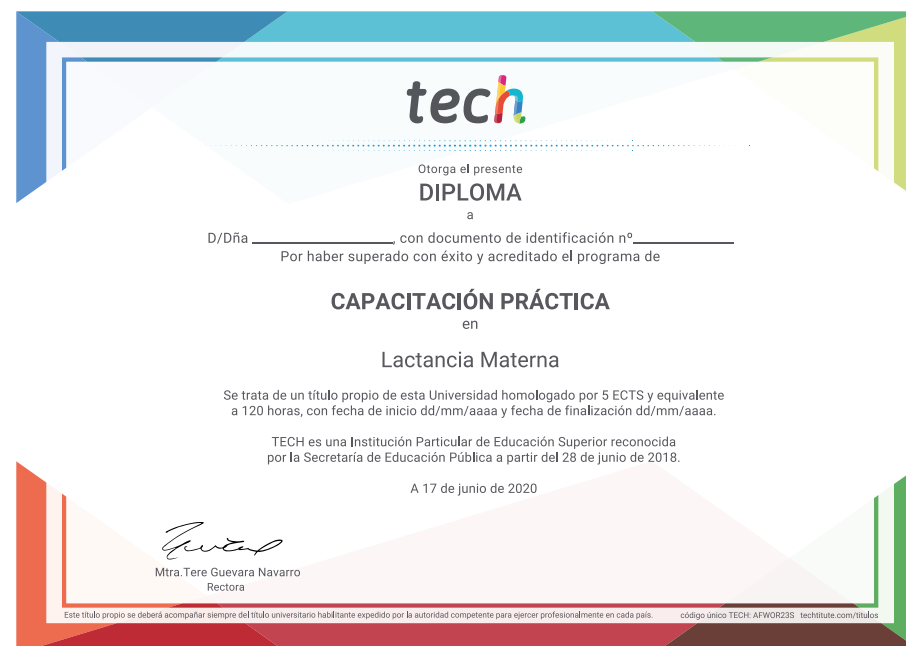 tech
Otorga el presente
DIPLOMA
a
D/Dña ____________________, con documento de identificación nº______________
Por haber superado con éxito y acreditado el programa de
CAPACITACIÓN PRÁCTICA
en
Lactancia Materna
Se trata de un título propio de esta Universidad homologado por 5 ECTS y equivalente
a 120 horas, con fecha de inicio dd/mm/aaaa y fecha de finalización dd/mm/aaaa.
TECH es una Institución Particular de Educación Superior reconocida
por la Secretaría de Educación Pública a partir del 28 de junio de 2018.
A 17 de junio de 2020
Mtra.Tere Guevara Navarro
Rectora
Este título propio se deberá acompañar siempre del título universitario habilitante expedido por la autoridad competente para ejercer profesionalmente en cada país. código único TECH: AFWOR23S techtitute.com/titulos